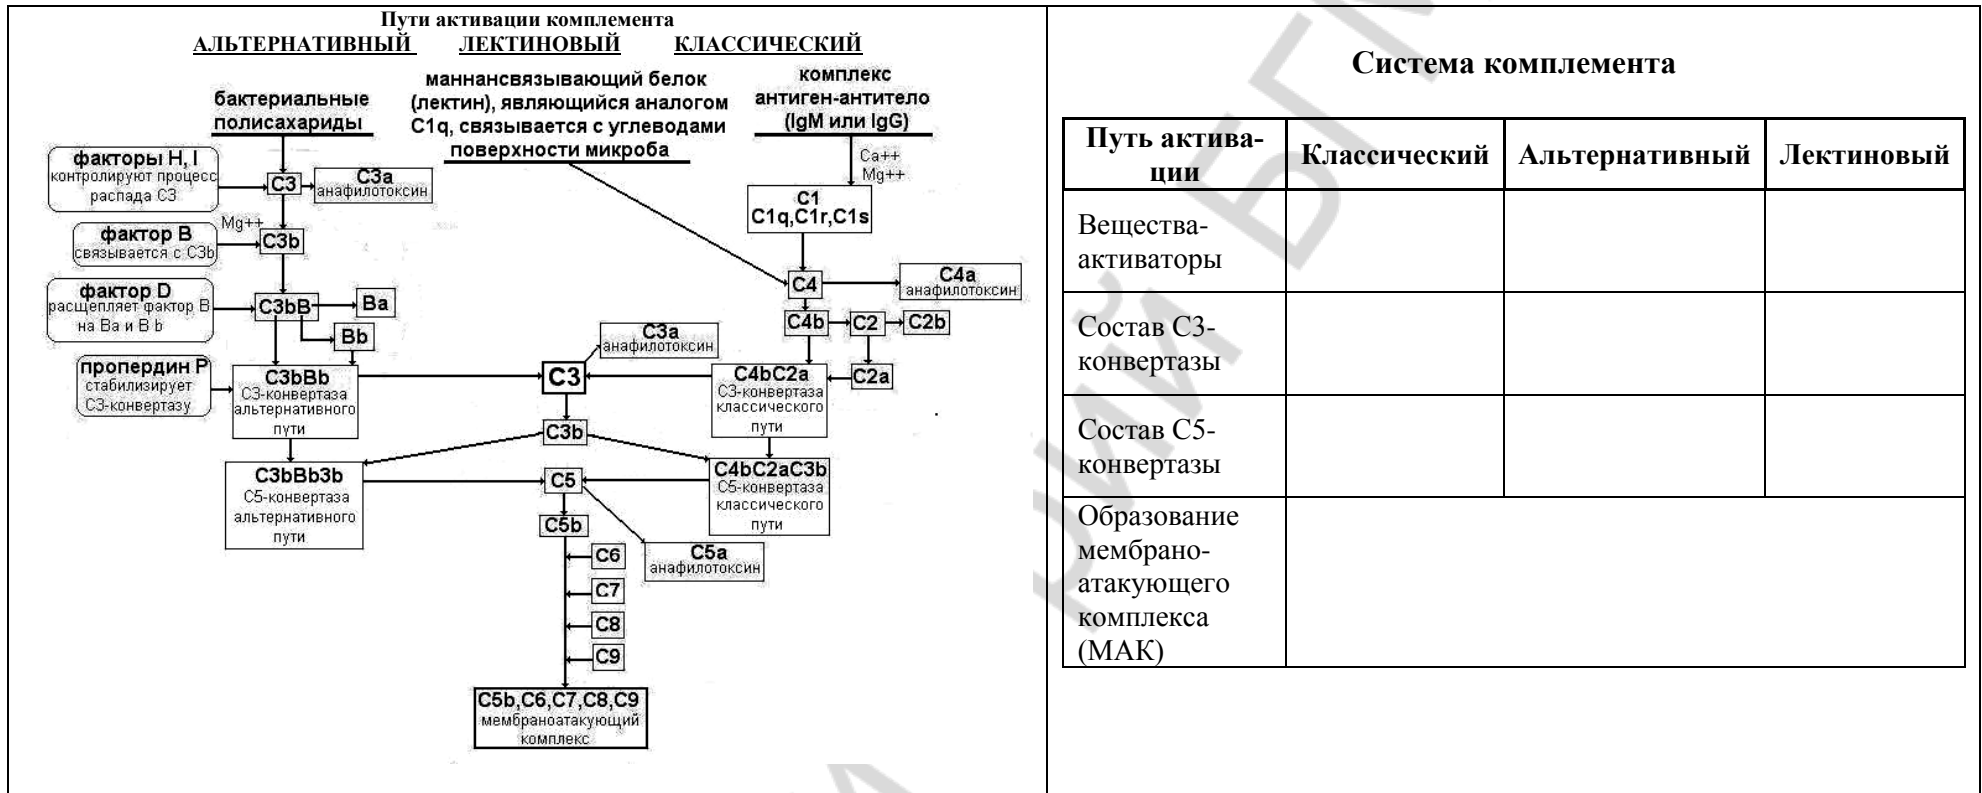 Пути активации комплемента
АЛЬТЕРНАТИВНЫЙ ЛЕКТИНОВЫЙ КЛАССИЧЕСКИЙ
бактериальные
полисахариды
маннансвязывающий белок
(лектин), являющийся аналогом
C1q, связывается с углеводами
поверхности микроба
комплекс
антиген-антитело
(IgM или IgG)
Ca++
Mg++
факторы H, I
контролируют процесс
распада C3
C3
C3a
анафилотоксин
C1
C1q,C1r,C1s
Mg++
фактор B
связывается с C3b
C3b
C4
C4a
анафилотоксин
фактор D
расщепляет фактор B
на Ba и B b
C3bB
Ba
Bb
C4b
C2
C2b
C3a
анафилотоксин
пропердин P
стабилизирует
C3-конвертазу
C3bBb
C3-конвертаза
альтернативного
пути
C3
C4bC2a
C3-конвертаза
классического
пути
C2a
C3b
C3bBb3b
C5-конвертаза
альтернативного
пути
C5
C4bC2aC3b
C5-конвертаза
классического
пути
C5b
C5a
анафилотоксин
C6
C7
C8
C9
C5b,C6,C7,C8,C9
мембраноатакующий
комплекс
Система комплемента
Путь актива-
ции
Классический
Альтернативный
Лектиновый
Вещества-
активаторы
Состав С3-
конвертазы
Состав С5-
конвертазы
Образование
мембрано-
атакующего
комплекса
(МАК)